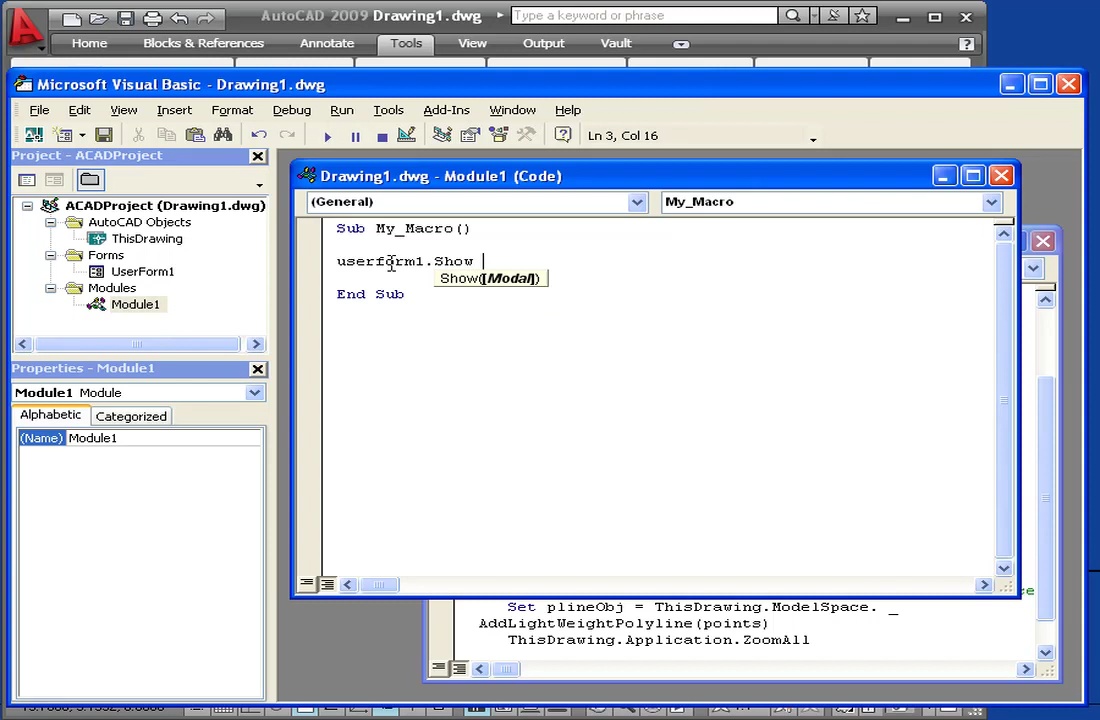 AutoCAD 2009 Drawing1.dwg
Type a keyword or phrase
Home Blocks & References Annotate Tools View Output Vault
Microsoft Visual Basic - Drawing1.dwg
File Edit View Insert Format Debug Run Tools Add-Ins Window Help
Ln 3, Col 16
Project - ACADProject
ACADProject (Drawing1.dwg)
AutoCAD Objects
ThisDrawing
Forms
UserForm1
Modules
Module1
Properties - Module1
Module1 Module
Alphabetic Categorized
(Name) Module1
Drawing1.dwg - Module1 (Code)
(General) My_Macro
Sub My_Macro()
userform1.Show
Show([Modal])
End Sub
Set plineObj = ThisDrawing.ModelSpace. _
AddLightWeightPolyline(points)
ThisDrawing.Application.ZoomAll